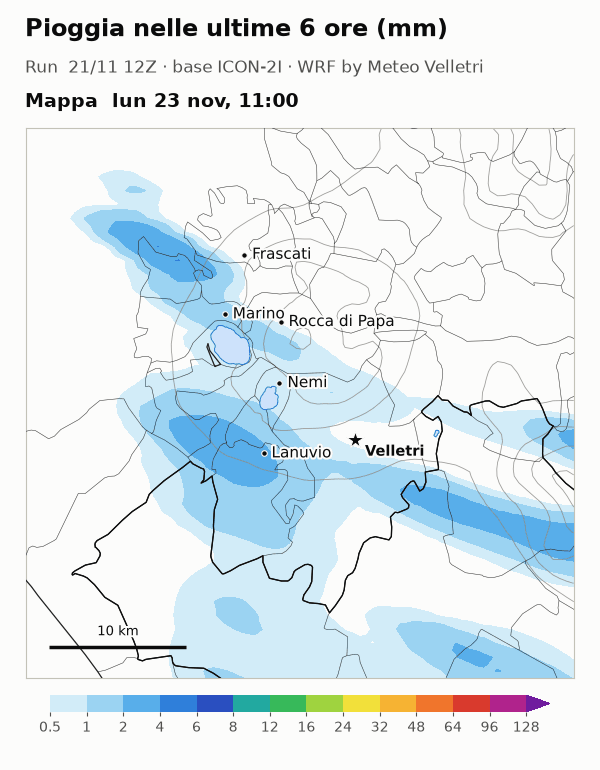 Pioggia nelle ultime 6 ore (mm)
Run  21/11 12Z · base ICON-2I · WRF by Meteo Velletri
Mappa  lun 23 nov, 11:00
Frascati
Marino
Rocca di Papa
Nemi
Velletri
Lanuvio
10 km
0.5 1 2 4 6 8 12 16 24 32 48 64 96 128